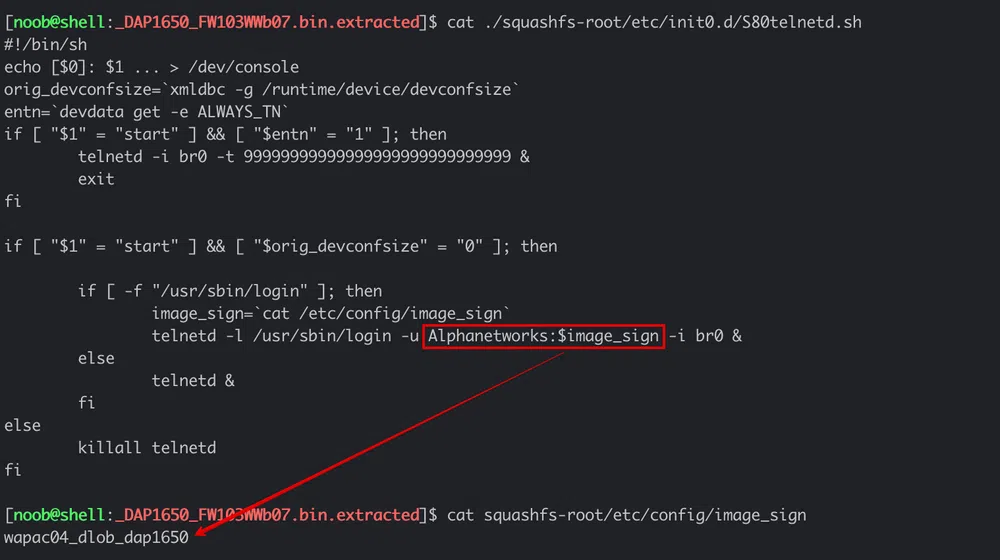 [noob@shell:_DAP1650_FW103WWb07.bin.extracted]$ cat ./squashfs-root/etc/init0.d/S80telnetd.sh
#!/bin/sh
echo [$0]: $1 ... > /dev/console
orig_devconfsize=`xmldbc -g /runtime/device/devconfsize`
entn=`devdata get -e ALWAYS_TN`
if [ "$1" = "start" ] && [ "$entn" = "1" ]; then
        telnetd -i br0 -t 99999999999999999999999999999 &
        exit
fi
if [ "$1" = "start" ] && [ "$orig_devconfsize" = "0" ]; then
        if [ -f "/usr/sbin/login" ]; then
                image_sign=`cat /etc/config/image_sign`
                telnetd -l /usr/sbin/login -u Alphanetworks:$image_sign -i br0 &
        else
                telnetd &
        fi
else
        killall telnetd
fi
[noob@shell:_DAP1650_FW103WWb07.bin.extracted]$ cat squashfs-root/etc/config/image_sign
wapac04_dlob_dap1650